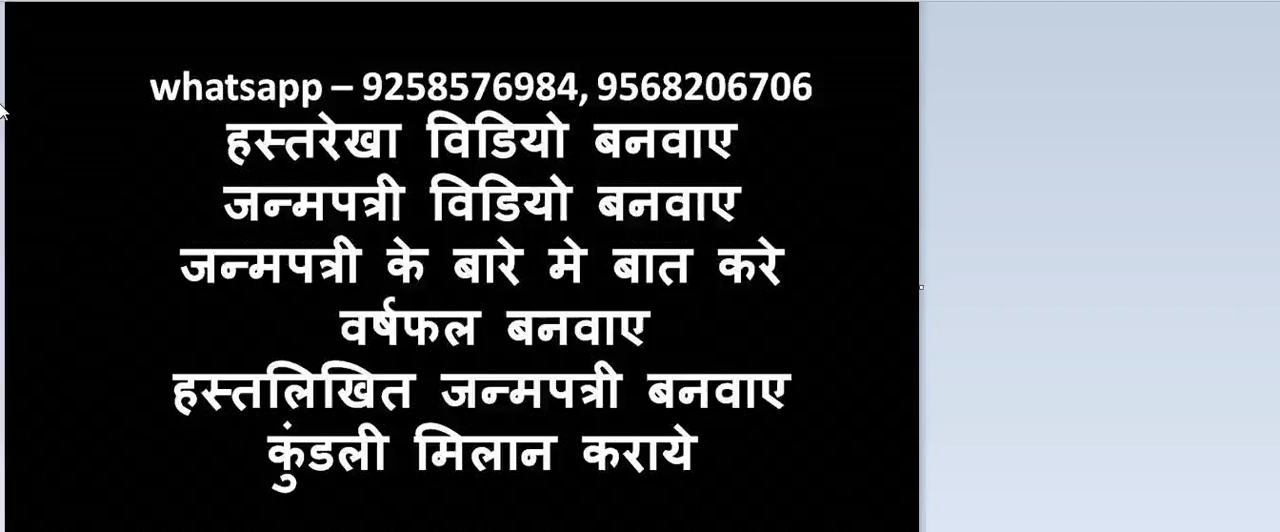 whatsapp – 9258576984, 9568206706
हस्तरेखा विडियो बनवाए
जन्मपत्री विडियो बनवाए
जन्मपत्री के बारे मे बात करे
वर्षफल बनवाए
हस्तलिखित जन्मपत्री बनवाए
कुंडली मिलान कराये